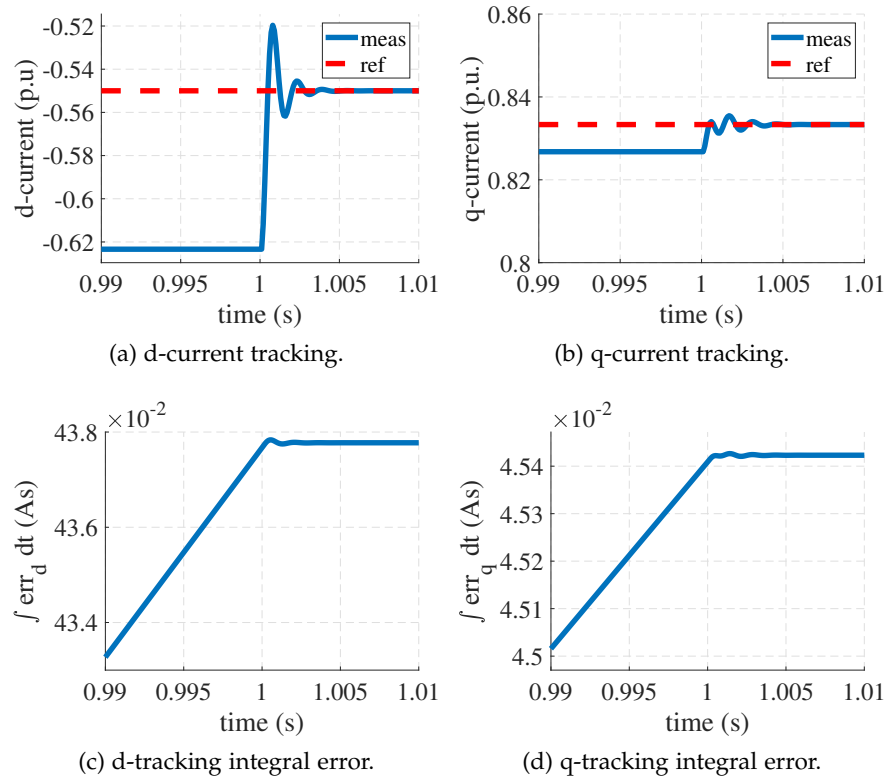 -0.52
-0.54
-0.56
-0.58
-0.6
-0.62
d-current (p.u)
meas
ref
0.99
0.995
1
1.005
1.01
time (s)
(a) d-current tracking.
0.86
0.84
0.82
0.8
q-current (p.u.)
meas
ref
0.99
0.995
1
1.005
1.01
time (s)
(b) q-current tracking.
×10⁻²
43.8
43.6
43.4
∫ err_d dt (As)
0.99
0.995
1
1.005
1.01
time (s)
(c) d-tracking integral error.
×10⁻²
4.54
4.53
4.52
4.51
4.5
∫ err_q dt (As)
0.99
0.995
1
1.005
1.01
time (s)
(d) q-tracking integral error.